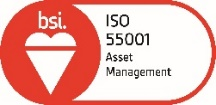 bsi.
ISO
55001
Asset
Management